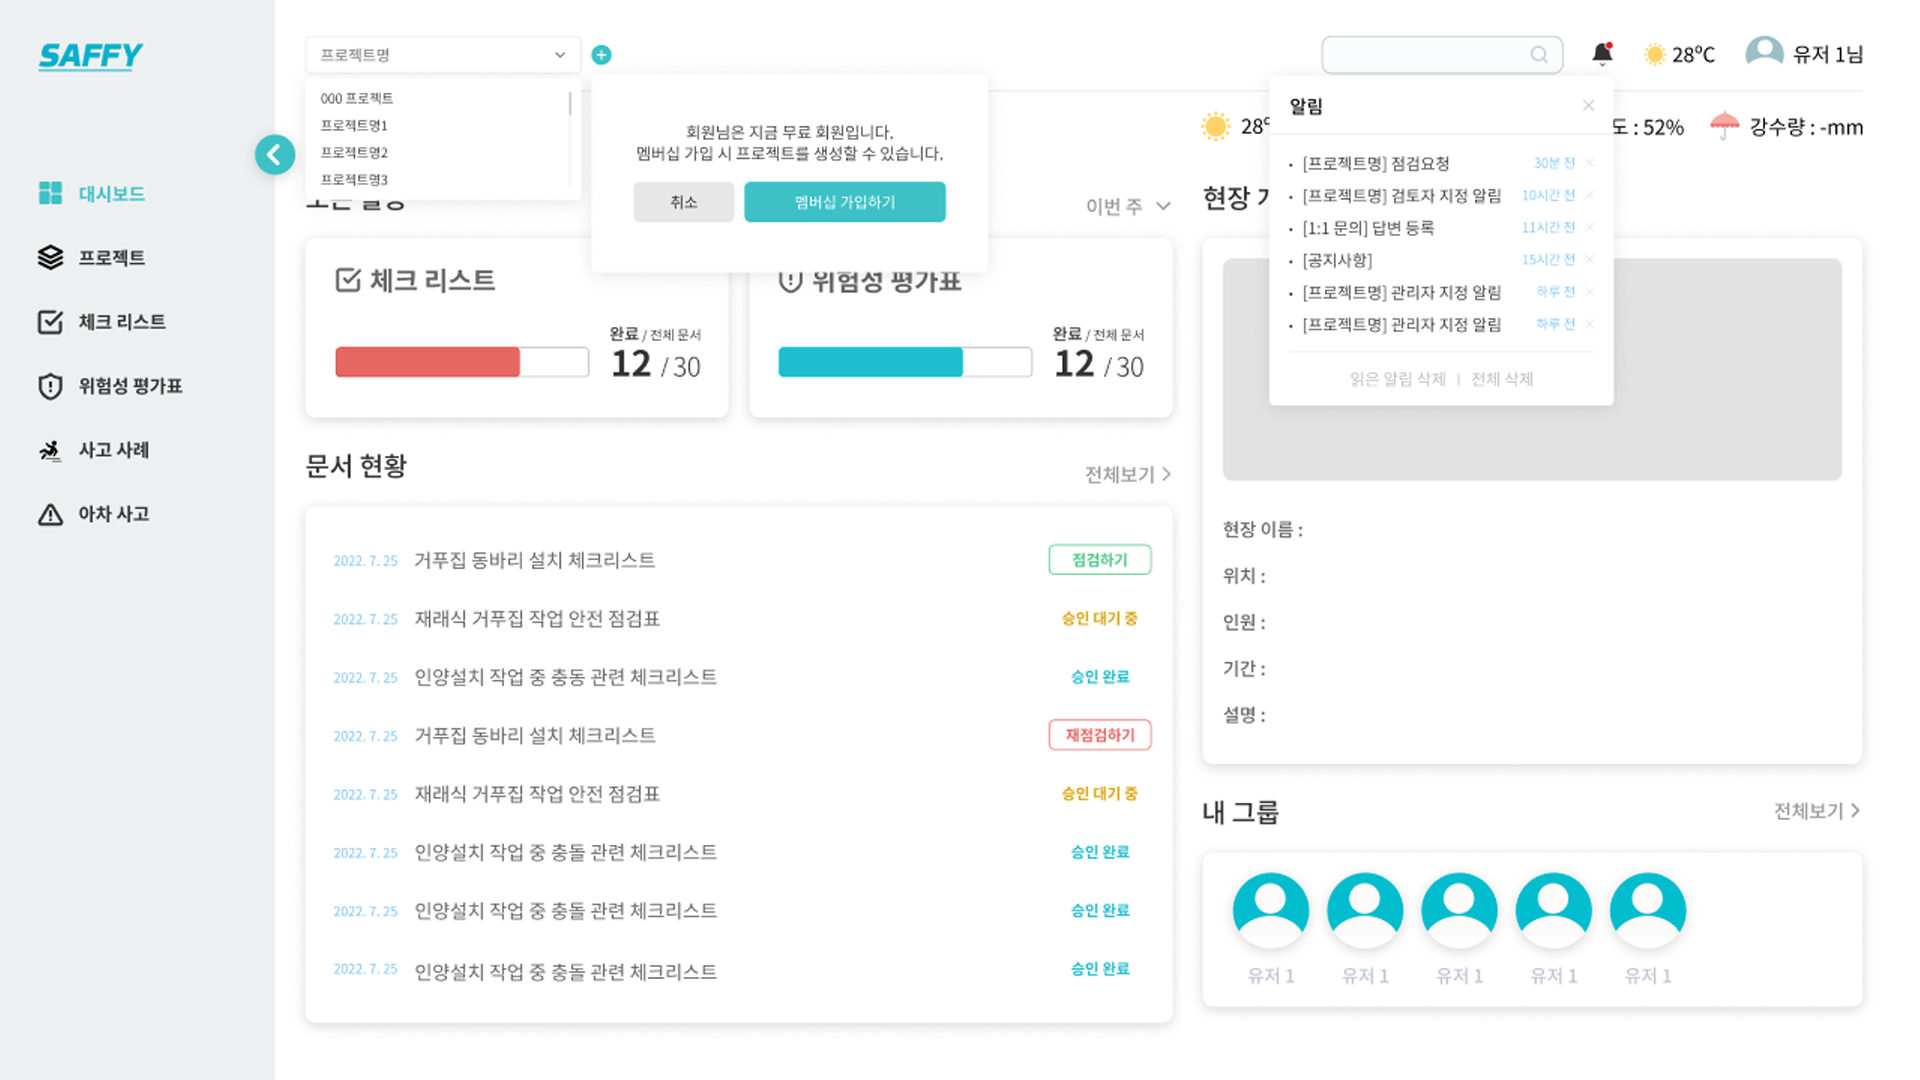 SAFFY
대시보드
프로젝트
체크 리스트
위험성 평가표
사고 사례
아차 사고
프로젝트명
000 프로젝트
프로젝트명1
프로젝트명2
프로젝트명3
회원님은 지금 무료 회원입니다.
멤버십 가입 시 프로젝트를 생성할 수 있습니다.
취소
멤버십 가입하기
28ºC
유저 1님
28º
도 : 52%
강수량 : -mm
알림
[프로젝트명] 점검요청 30분 전
[프로젝트명] 검토자 지정 알림 10시간 전
[1:1 문의] 답변 등록 11시간 전
[공지사항] 15시간 전
[프로젝트명] 관리자 지정 알림 하루 전
[프로젝트명] 관리자 지정 알림 하루 전
읽은 알림 삭제 | 전체 삭제
이번 주
체크 리스트
완료 / 전체 문서
12 / 30
위험성 평가표
완료 / 전체 문서
12 / 30
문서 현황
전체보기
2022. 7. 25 거푸집 동바리 설치 체크리스트 점검하기
2022. 7. 25 재래식 거푸집 작업 안전 점검표 승인 대기 중
2022. 7. 25 인양설치 작업 중 충동 관련 체크리스트 승인 완료
2022. 7. 25 거푸집 동바리 설치 체크리스트 재점검하기
2022. 7. 25 재래식 거푸집 작업 안전 점검표 승인 대기 중
2022. 7. 25 인양설치 작업 중 충돌 관련 체크리스트 승인 완료
2022. 7. 25 인양설치 작업 중 충돌 관련 체크리스트 승인 완료
2022. 7. 25 인양설치 작업 중 충돌 관련 체크리스트 승인 완료
현장
현장 이름 :
위치 :
인원 :
기간 :
설명 :
내 그룹
전체보기
유저 1
유저 1
유저 1
유저 1
유저 1